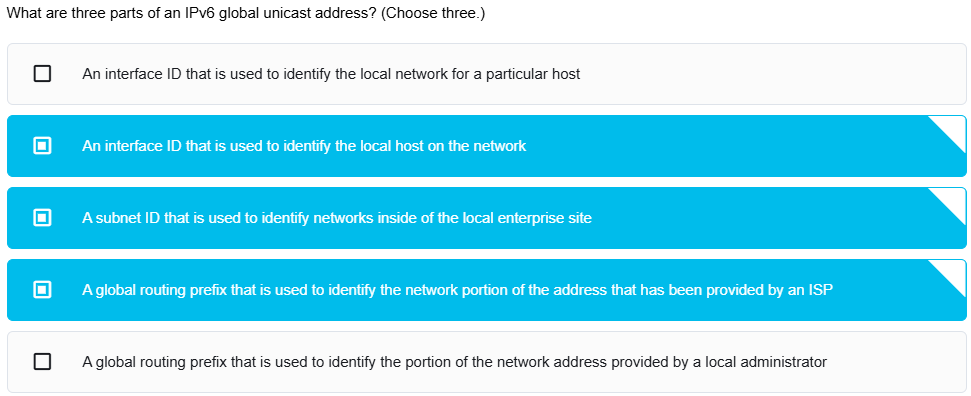 What are three parts of an IPv6 global unicast address? (Choose three.)
An interface ID that is used to identify the local network for a particular host
An interface ID that is used to identify the local host on the network
A subnet ID that is used to identify networks inside of the local enterprise site
A global routing prefix that is used to identify the network portion of the address that has been provided by an ISP
A global routing prefix that is used to identify the portion of the network address provided by a local administrator